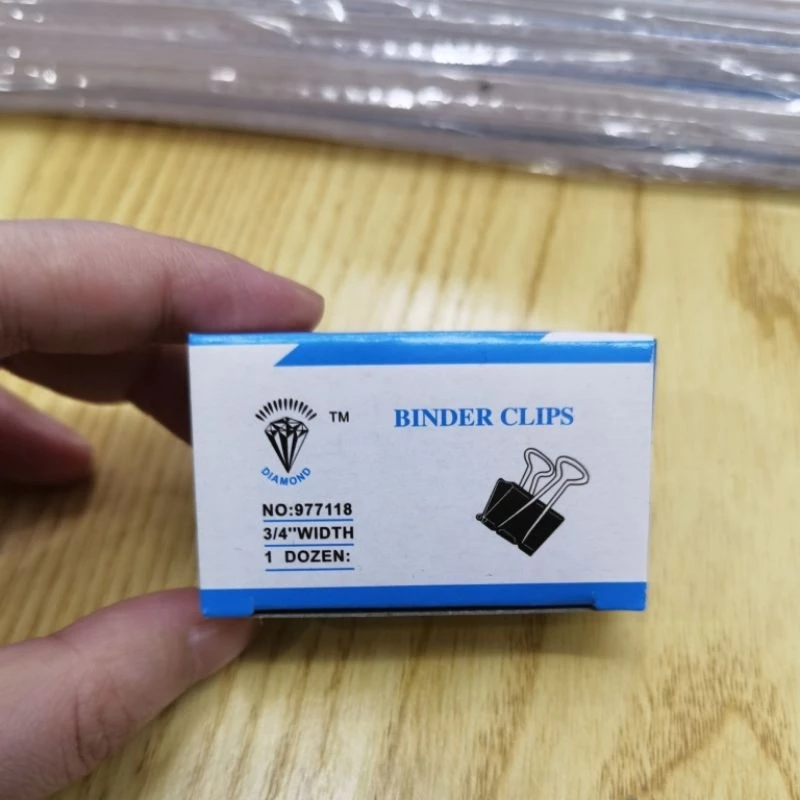 TM
BINDER CLIPS
DIAMOND
NO:977118
3/4"WIDTH
1 DOZEN: